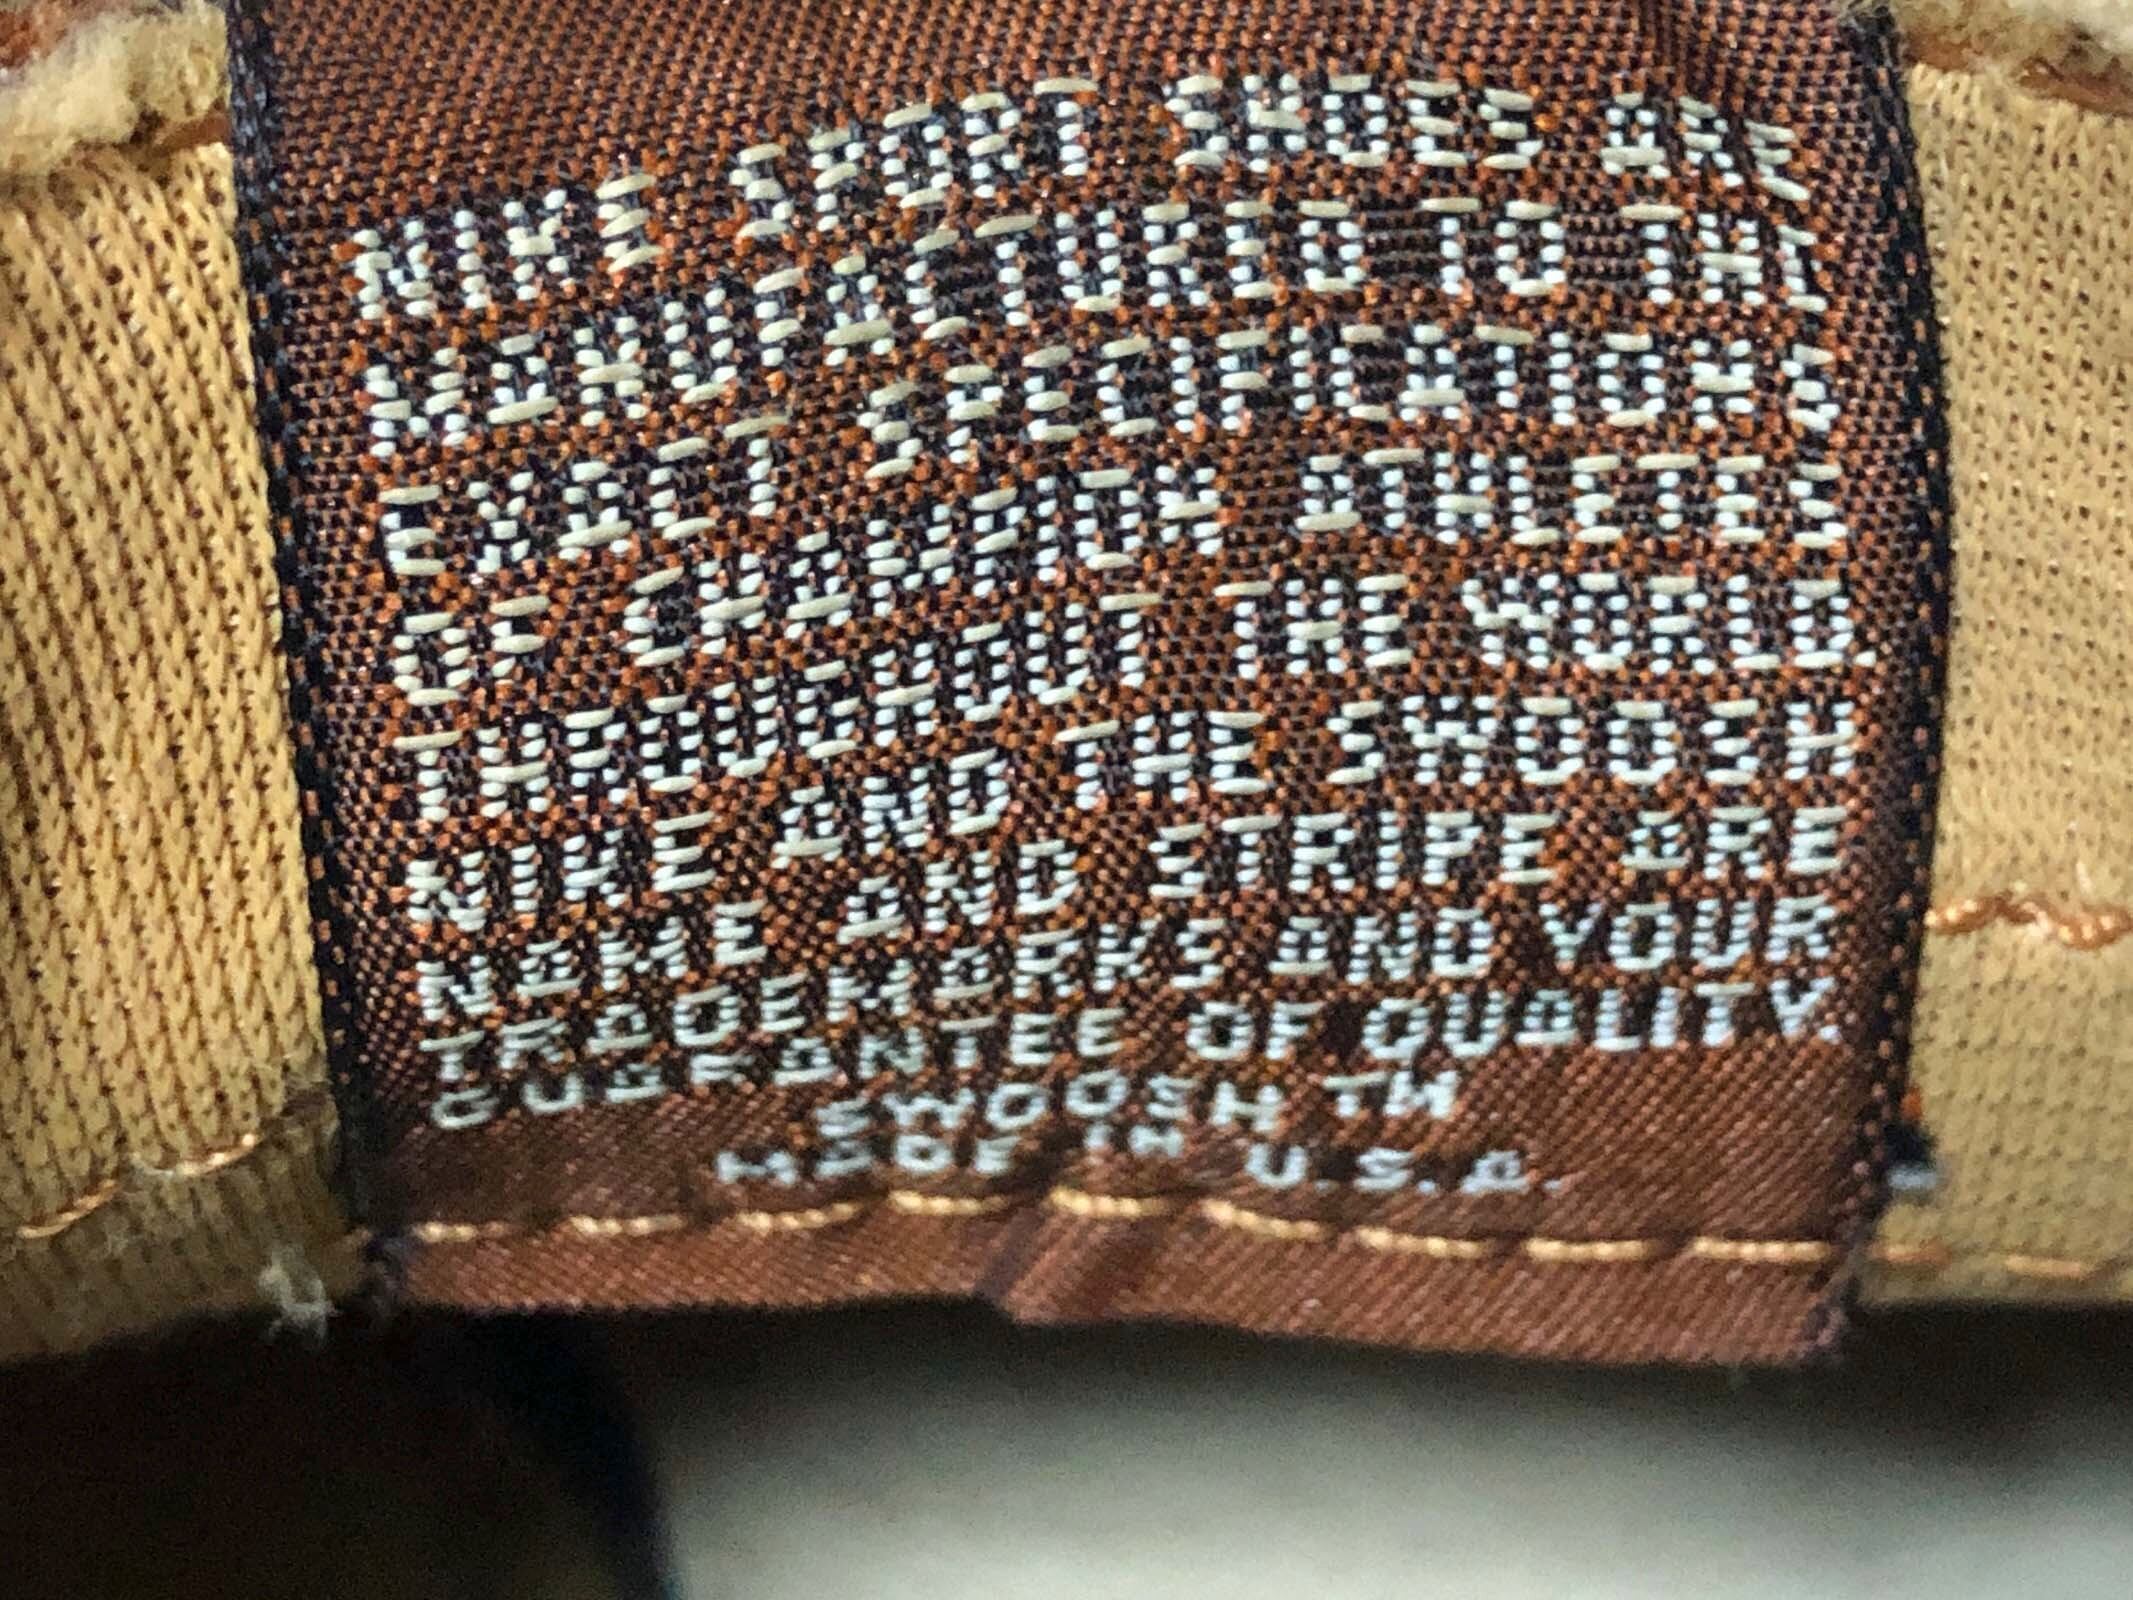 NIKE SPORT SHOES ARE
MANUFACTURED TO THE
EXACT SPECIFICATIONS
OF CHAMPION ATHLETES
THROUGHOUT THE WORLD.
NIKE AND THE SWOOSH
NAME AND STRIPE ARE
TRADEMARKS AND YOUR
GUARANTEE OF QUALITY.
SWOOSH TM
MADE IN U.S.A.